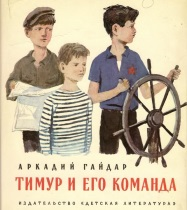 АРКАДИЙ ГАЙДАР
ТИМУР И ЕГО КОМАНДА
ИЗДАТЕЛЬСТВО «ДЕТСКАЯ ЛИТЕРАТУРА»